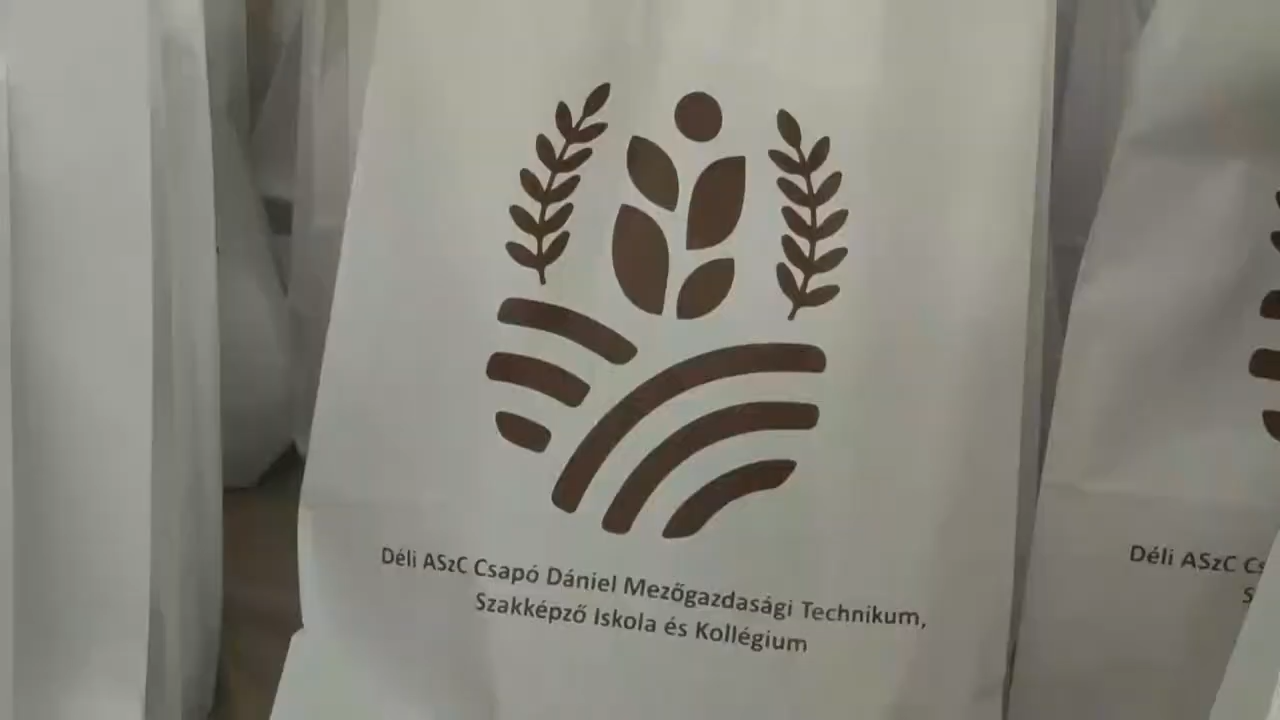 Déli ASzC Csapó Dániel Mezőgazdasági Technikum,
Szakképző Iskola és Kollégium
Déli ASzC